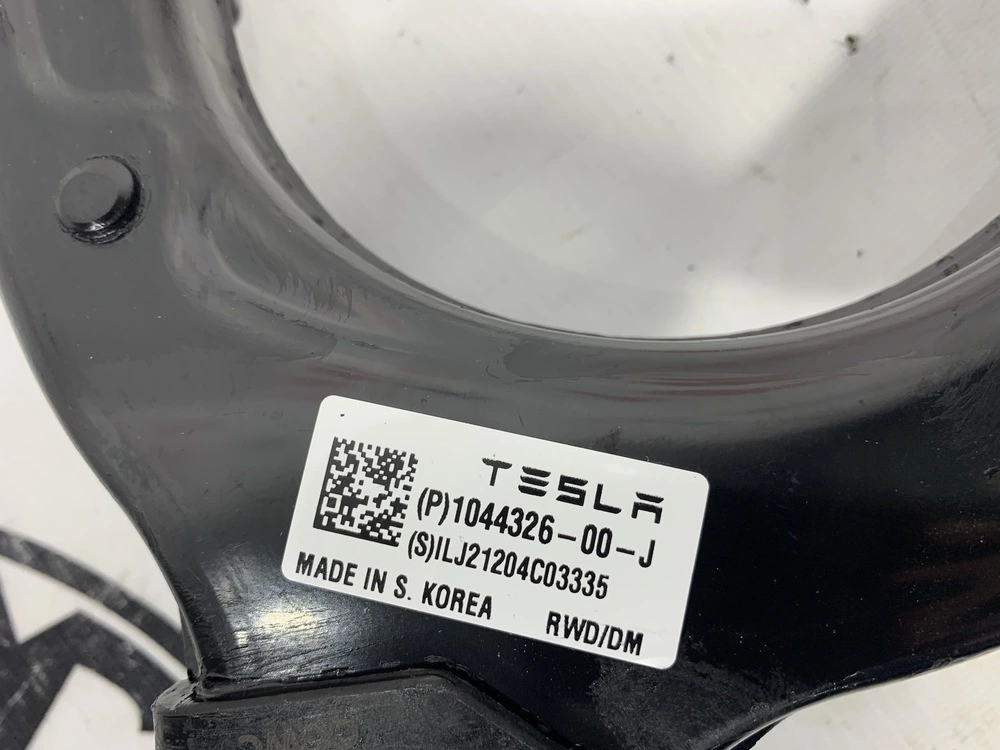 TESLA
(P)1044326-00-J
(S)ILJ21204C03335
MADE IN S. KOREA
RWD/DM